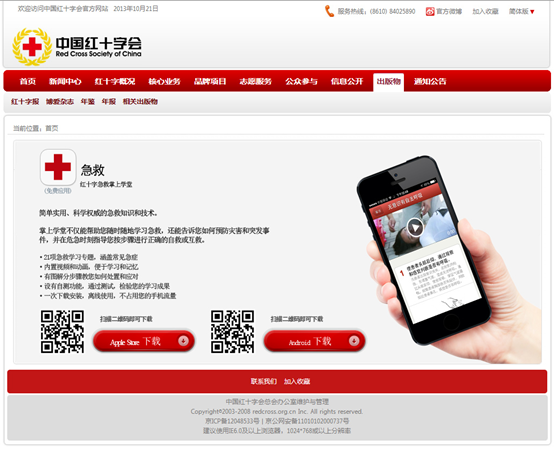 欢迎访问中国红十字会官方网站 2013年10月21日
服务热线：(8610) 84025890 官方微博 加入收藏 简体版
中国红十字会
Red Cross Society of China
首页 新闻中心 红十字概况 核心业务 品牌项目 志愿服务 公众参与 信息公开 出版物 通知公告
红十字报 博爱杂志 年鉴 年报 相关出版物
当前位置：首页
急救
红十字急救掌上学堂
(免费应用)
简单实用、科学权威的急救知识和技术。
掌上学堂不仅能帮助您随时随地学习急救，还能告诉您如何预防灾害和突发事
件，并在危急时刻指导您按步骤进行正确的自救或互救。
• 21项急救学习专题，涵盖常见急症
• 内置视频和动画，便于学习和记忆
• 有图解分步骤教您如何处置和应对
• 设有自测功能，通过测试，检验您的学习成果
• 一次下载安装，离线使用，不占用您的手机流量
扫描二维码即可下载
Apple Store 下载
扫描二维码即可下载
Android 下载
联系我们 加入收藏
中国红十字会总会办公室维护与管理
Copyright©2003-2008 redcross.org.cn Inc. All rights reserved.
京ICP备12048533号 | 京公网安备11010102000737号
建议使用IE6.0及以上浏览器，1024*768或以上分辨率